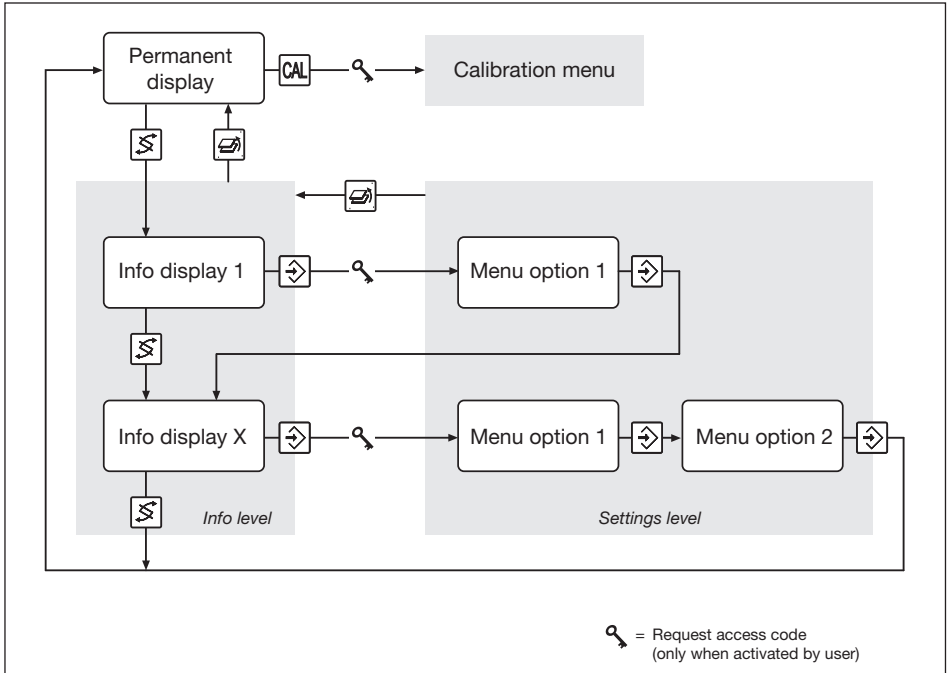 Permanent
display
CAL
Calibration menu
Info display 1
Menu option 1
Info display X
Menu option 1
Menu option 2
Info level
Settings level
= Request access code
(only when activated by user)